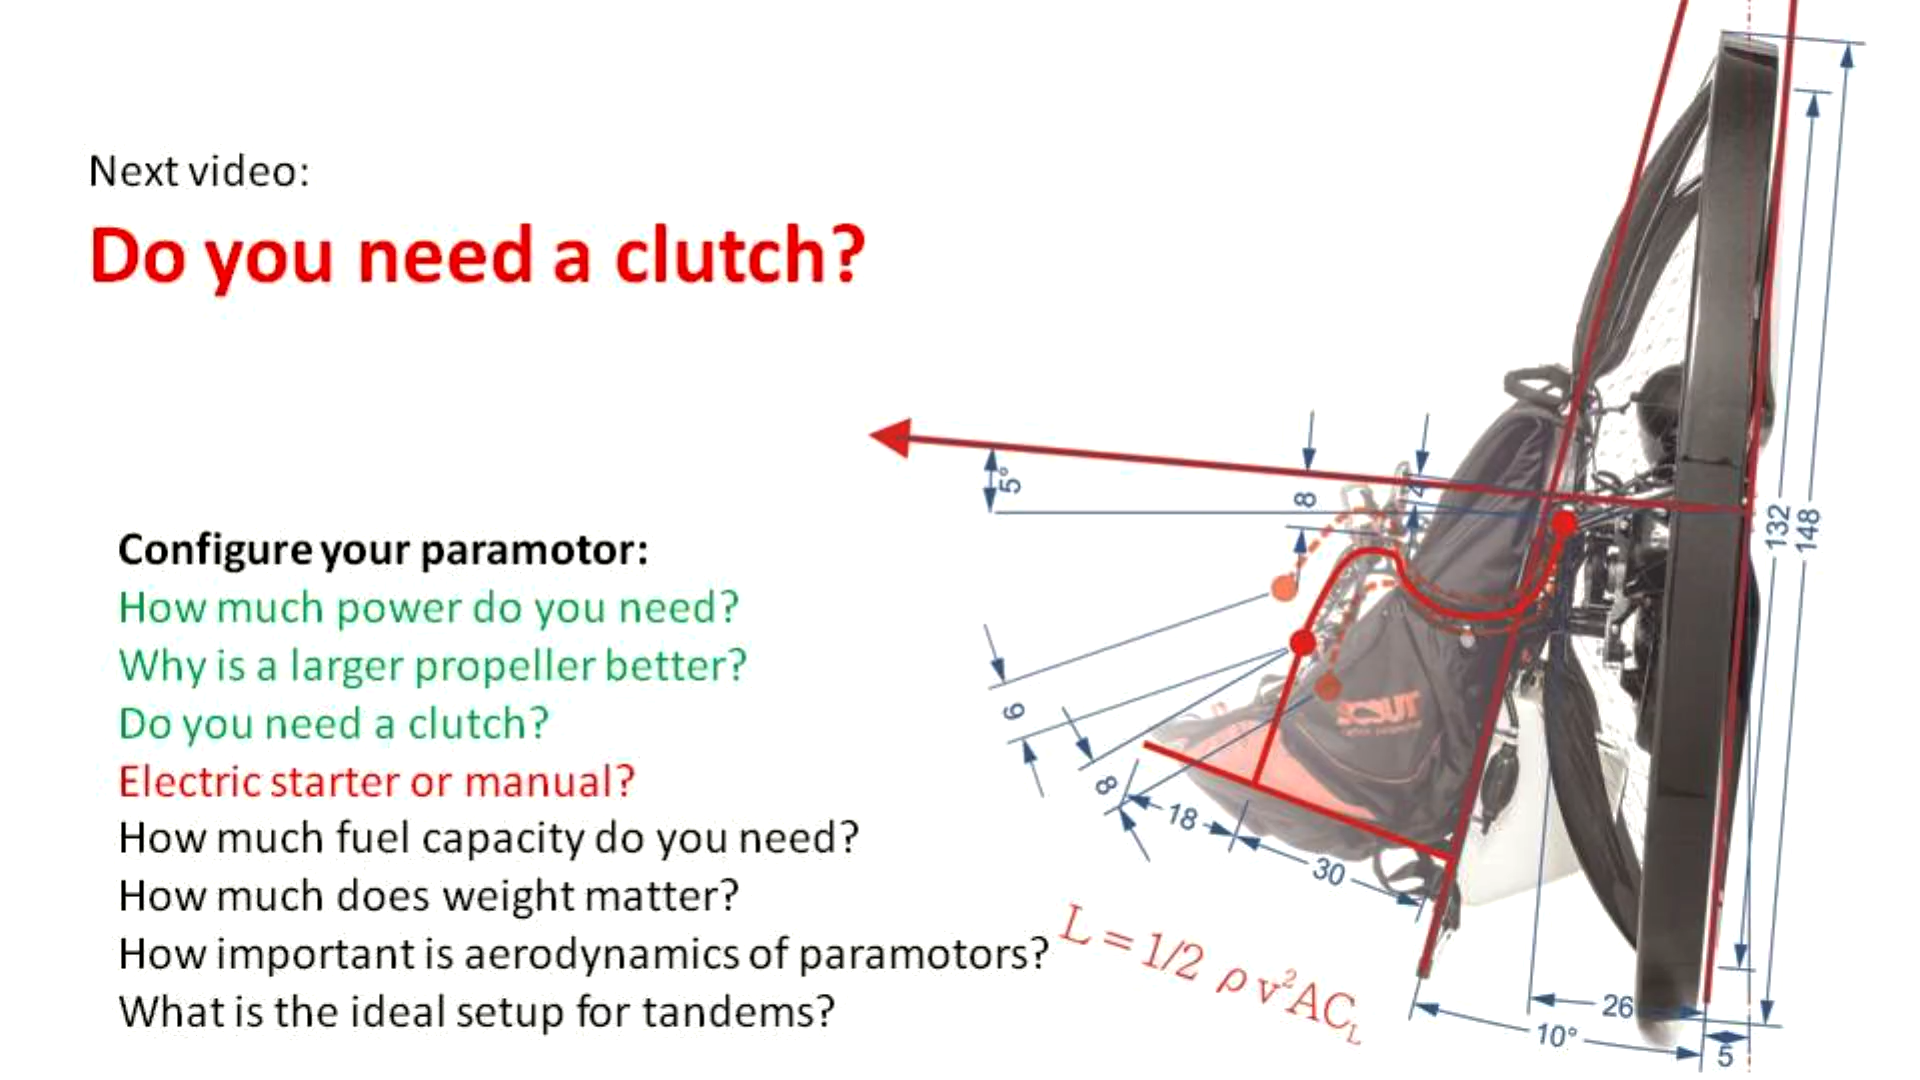 Next video:
Do you need a clutch?
Configure your paramotor:
How much power do you need?
Why is a larger propeller better?
Do you need a clutch?
Electric starter or manual?
How much fuel capacity do you need?
How much does weight matter?
How important is aerodynamics of paramotors?
What is the ideal setup for tandems?
5°
8
4
132
148
6
8
18
30
SCOUT
L = 1/2 ρ v²AC_L
26
10°
5